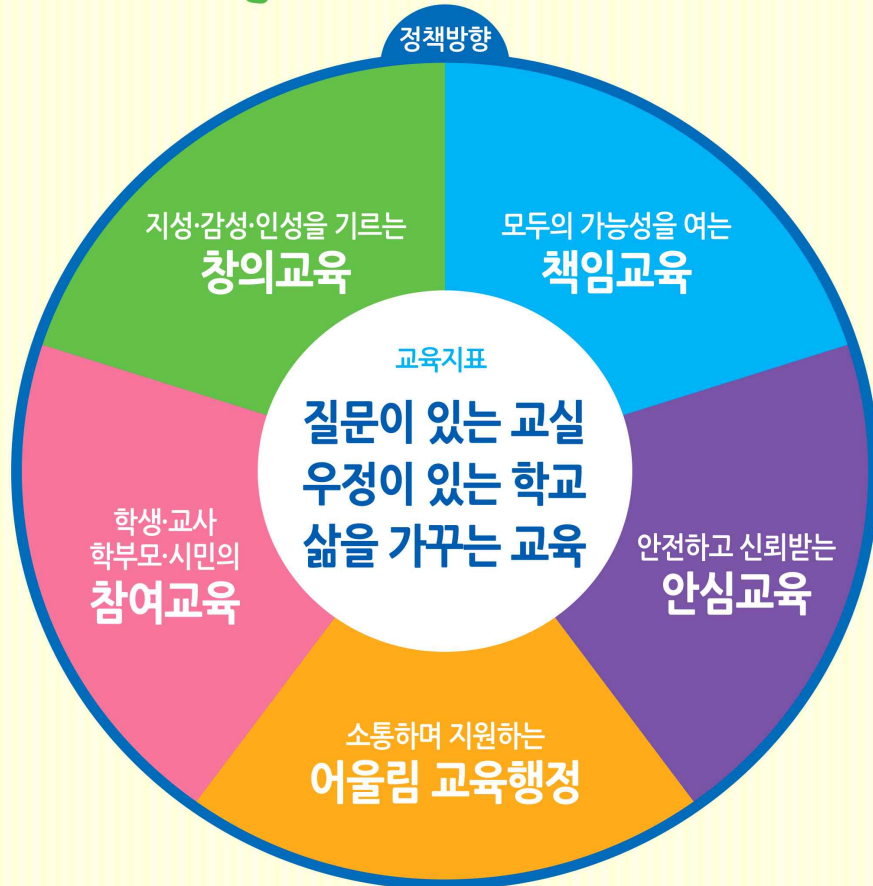 정책방향
지성·감성·인성을 기르는
창의교육
모두의 가능성을 여는
책임교육
교육지표
질문이 있는 교실
우정이 있는 학교
삶을 가꾸는 교육
학생·교사
학부모·시민의
참여교육
안전하고 신뢰받는
안심교육
소통하며 지원하는
어울림 교육행정